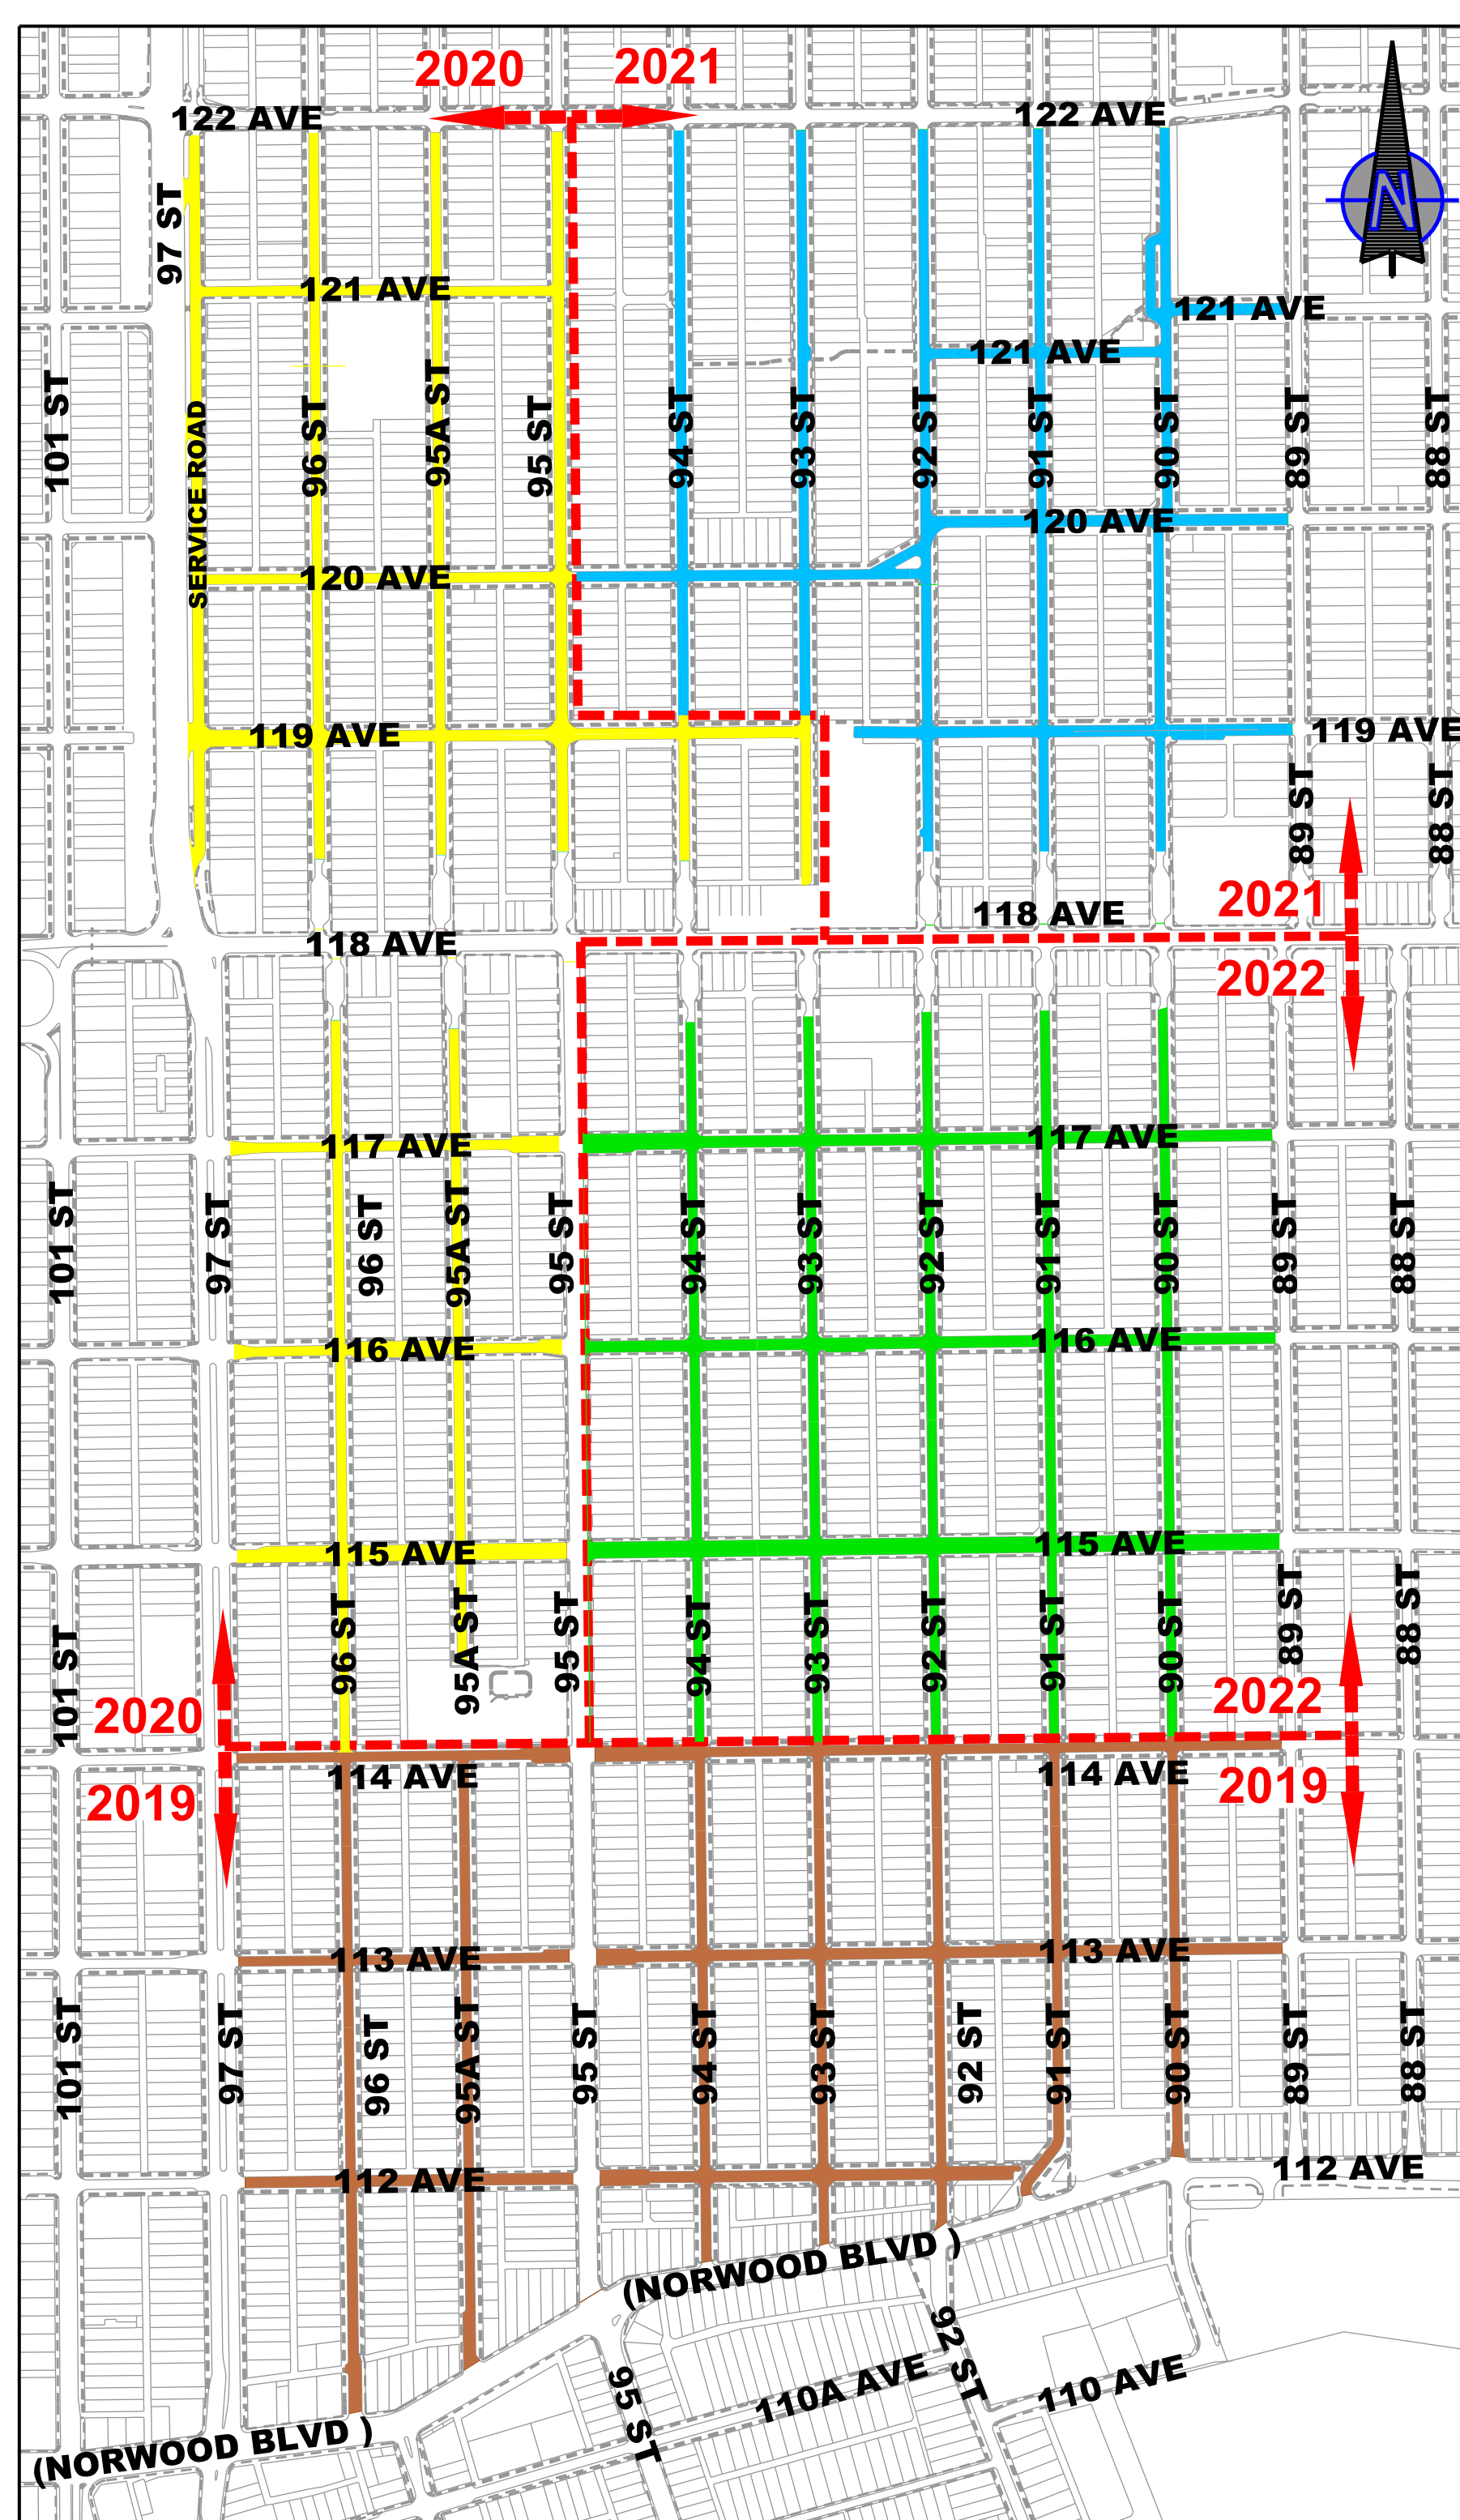 2020
2021
122 AVE
122 AVE
N
97 ST
121 AVE
121 AVE
121 AVE
101 ST
SERVICE ROAD
96 ST
95A ST
95 ST
94 ST
93 ST
92 ST
91 ST
90 ST
89 ST
88 ST
120 AVE
120 AVE
119 AVE
119 AVE
89 ST
88 ST
2021
118 AVE
118 AVE
2022
117 AVE
117 AVE
101 ST
97 ST
96 ST
95A ST
95 ST
94 ST
93 ST
92 ST
91 ST
90 ST
89 ST
88 ST
116 AVE
116 AVE
115 AVE
115 AVE
101 ST
96 ST
95A ST
95 ST
94 ST
93 ST
92 ST
91 ST
90 ST
89 ST
88 ST
2020
2022
114 AVE
114 AVE
2019
2019
113 AVE
113 AVE
101 ST
97 ST
96 ST
95A ST
95 ST
94 ST
93 ST
92 ST
91 ST
90 ST
89 ST
88 ST
112 AVE
112 AVE
(NORWOOD BLVD )
92 ST
95 ST
110A AVE
110 AVE
(NORWOOD BLVD )